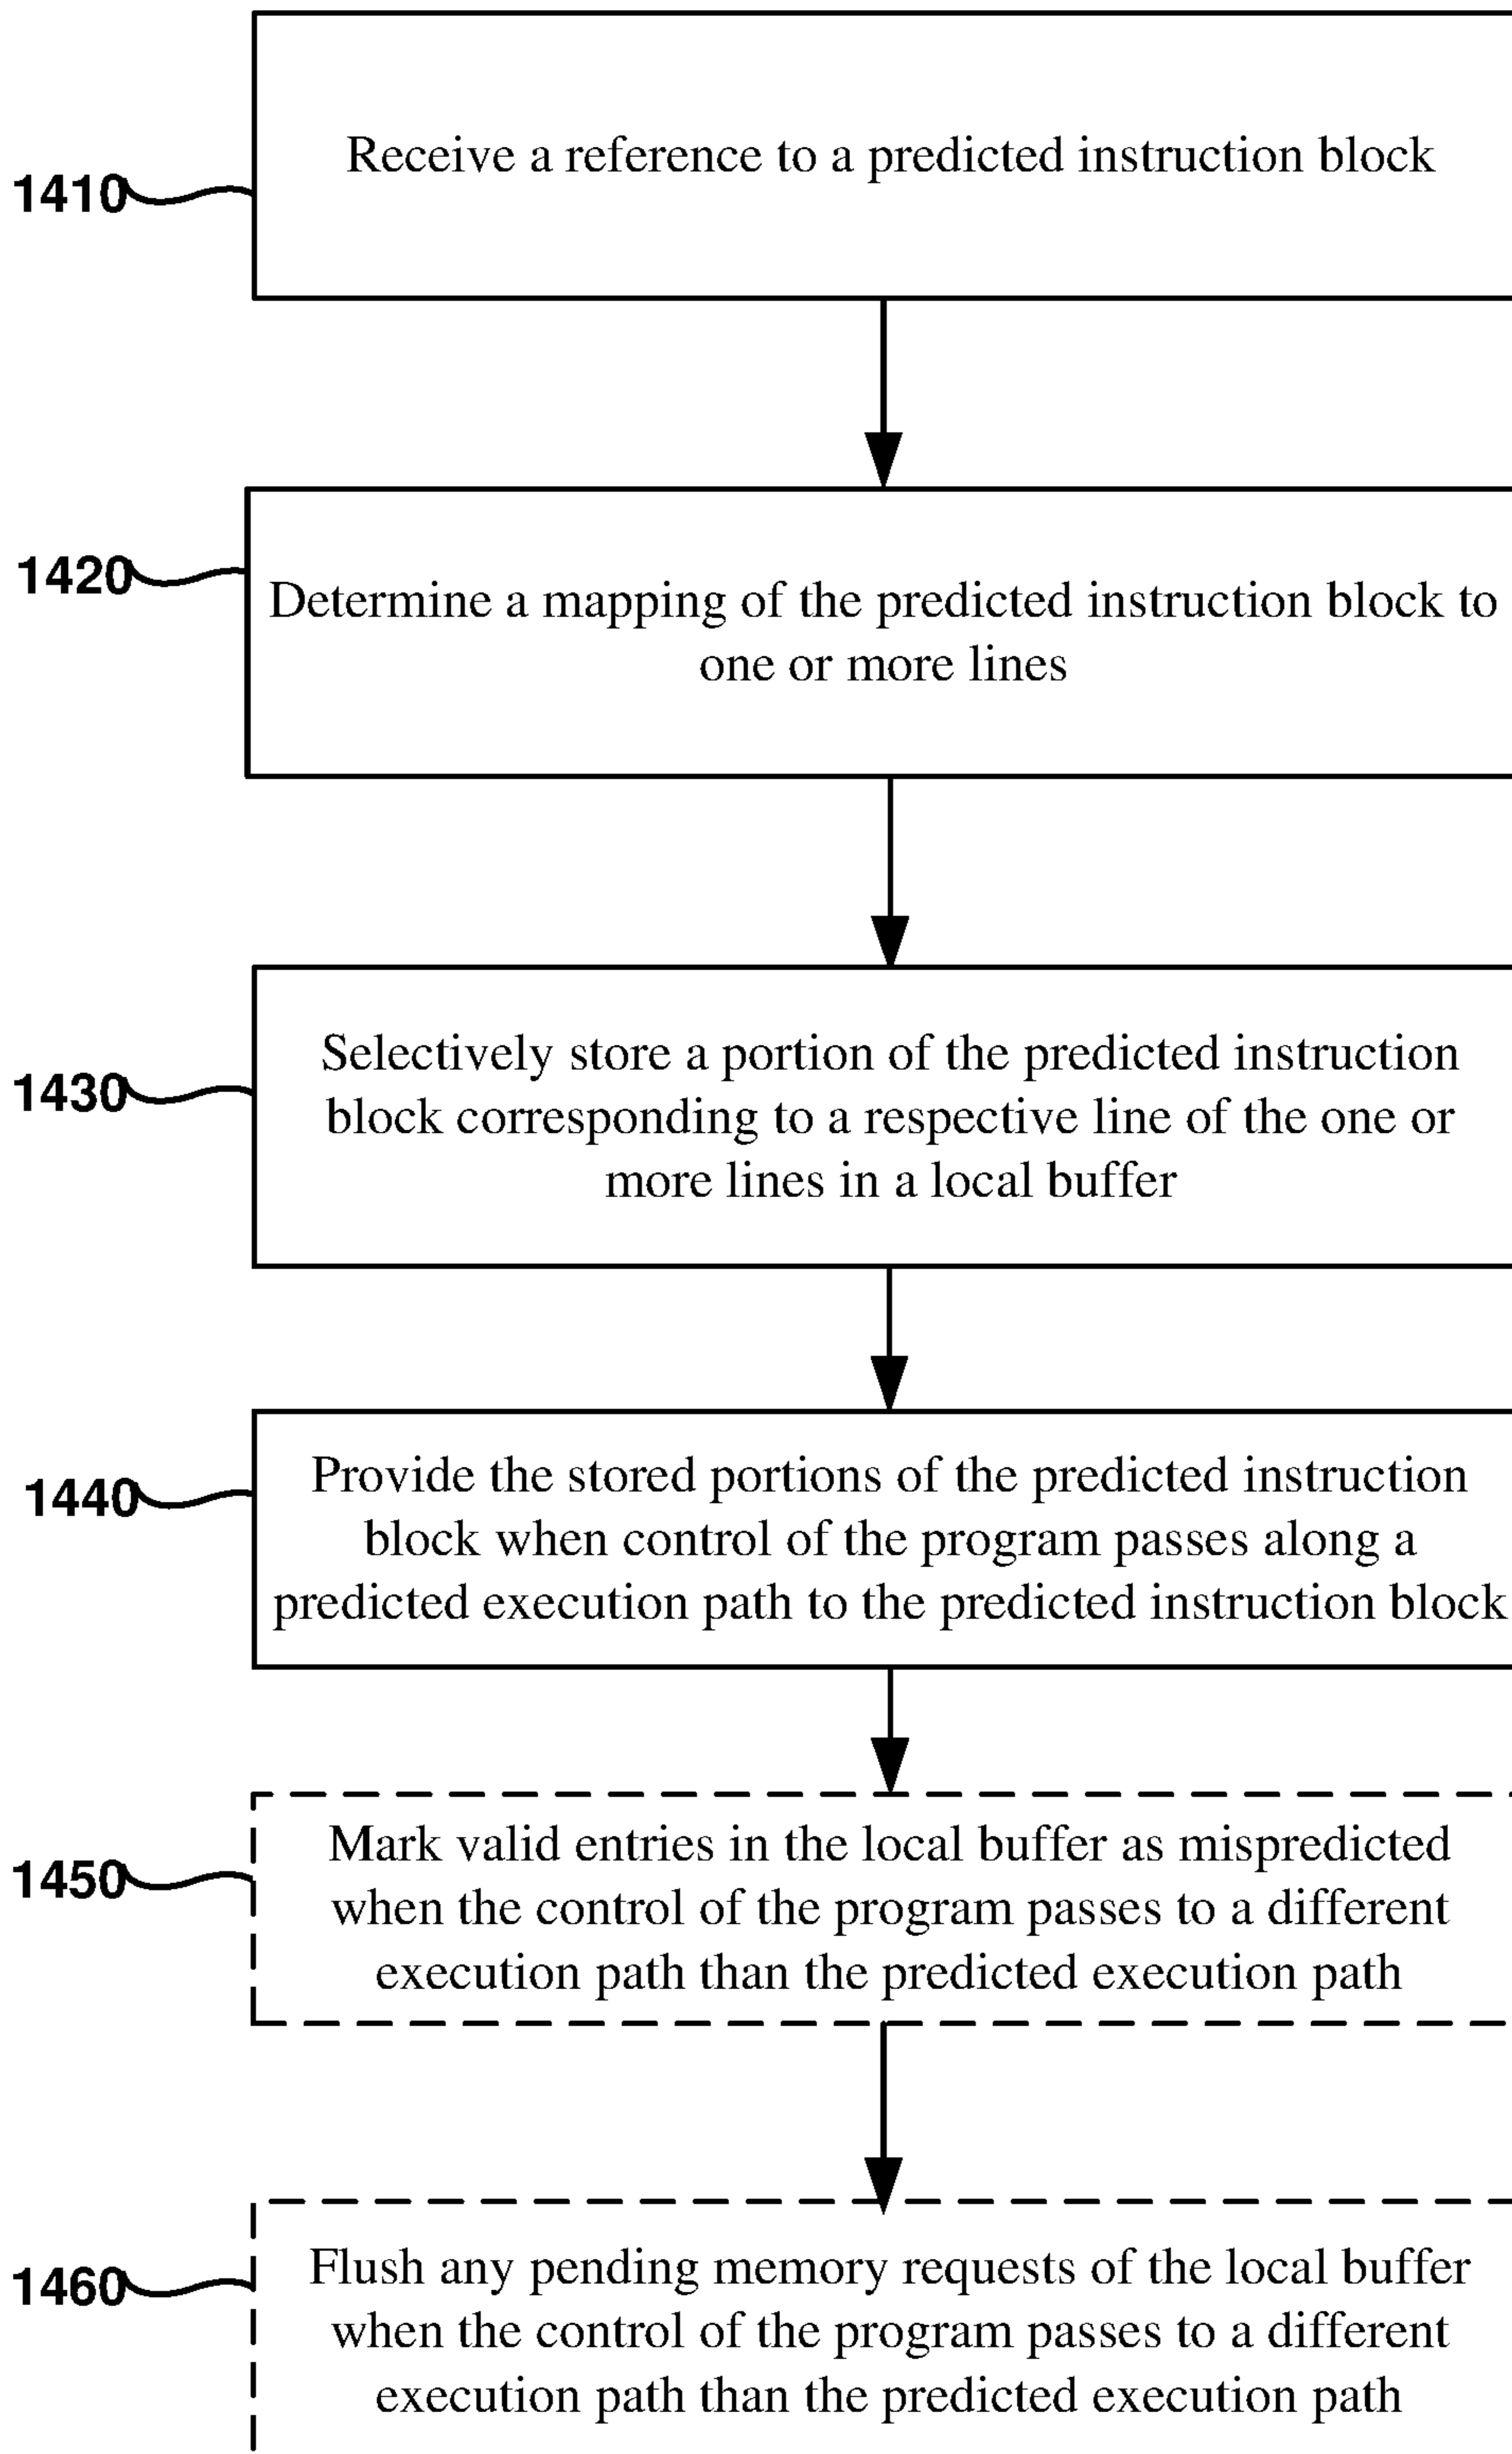 1410
Receive a reference to a predicted instruction block
1420
Determine a mapping of the predicted instruction block to
one or more lines
1430
Selectively store a portion of the predicted instruction
block corresponding to a respective line of the one or
more lines in a local buffer
1440
Provide the stored portions of the predicted instruction
block when control of the program passes along a
predicted execution path to the predicted instruction block
1450
Mark valid entries in the local buffer as mispredicted
when the control of the program passes to a different
execution path than the predicted execution path
1460
Flush any pending memory requests of the local buffer
when the control of the program passes to a different
execution path than the predicted execution path